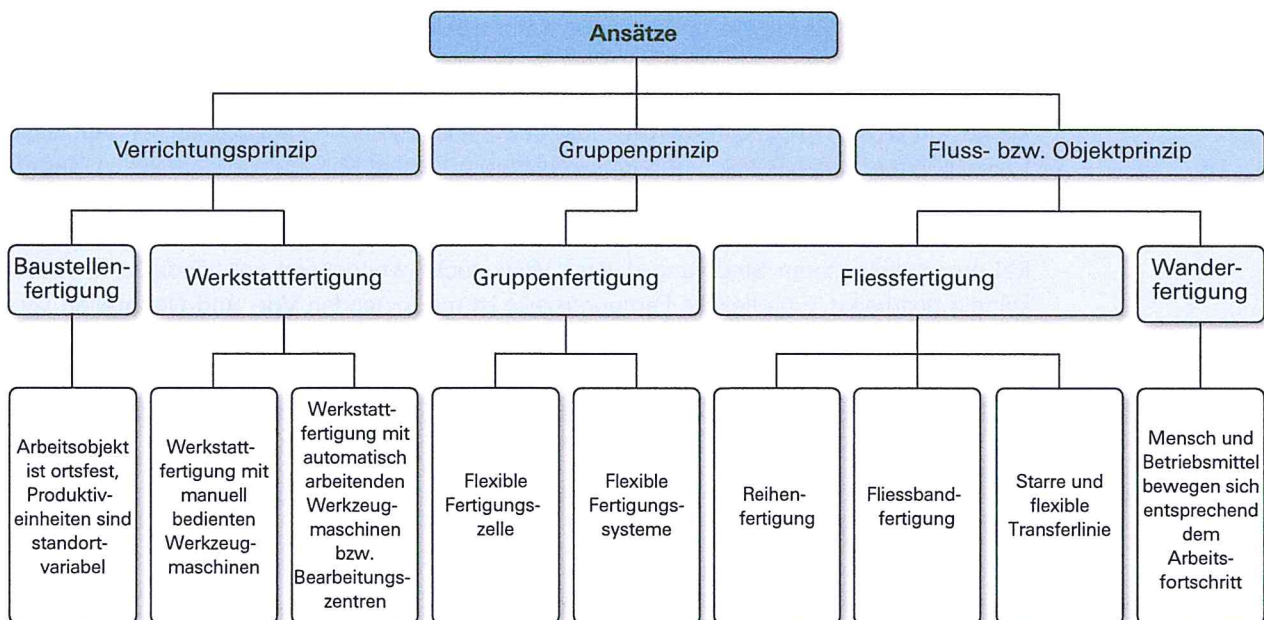 Ansätze
Verrichtungsprinzip
Gruppenprinzip
Fluss- bzw. Objektprinzip
Baustellen-
fertigung
Werkstattfertigung
Gruppenfertigung
Fliessfertigung
Wander-
fertigung
Arbeitsobjekt
ist ortsfest,
Produktiv-
einheiten sind
standort-
variabel
Werkstatt-
fertigung mit
manuell
bedienten
Werkzeug-
maschinen
Werkstatt-
fertigung mit
automatisch
arbeitenden
Werkzeug-
maschinen
bzw.
Bearbeitungs-
zentren
Flexible
Fertigungs-
zelle
Flexible
Fertigungs-
systeme
Reihen-
fertigung
Fliessband-
fertigung
Starre und
flexible
Transferlinie
Mensch und
Betriebsmittel
bewegen sich
entsprechend
dem
Arbeits-
fortschritt